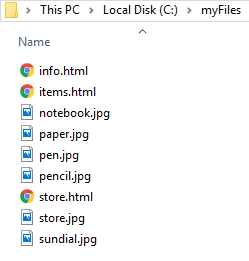 This PC > Local Disk (C:) > myFiles
Name
info.html
items.html
notebook.jpg
paper.jpg
pen.jpg
pencil.jpg
store.html
store.jpg
sundial.jpg